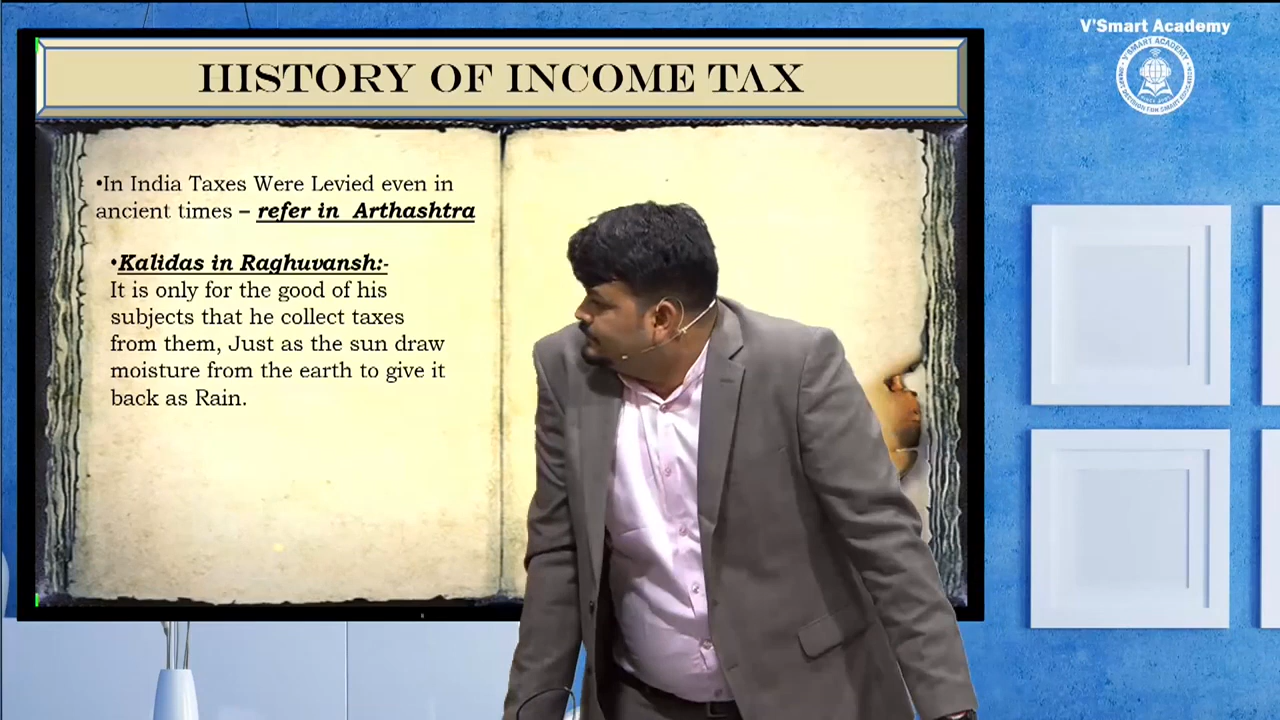 V'Smart Academy
HISTORY OF INCOME TAX
•In India Taxes Were Levied even in
ancient times – refer in Arthashtra
•Kalidas in Raghuvansh:-
It is only for the good of his
subjects that he collect taxes
from them, Just as the sun draw
moisture from the earth to give it
back as Rain.
V'SMART ACADEMY